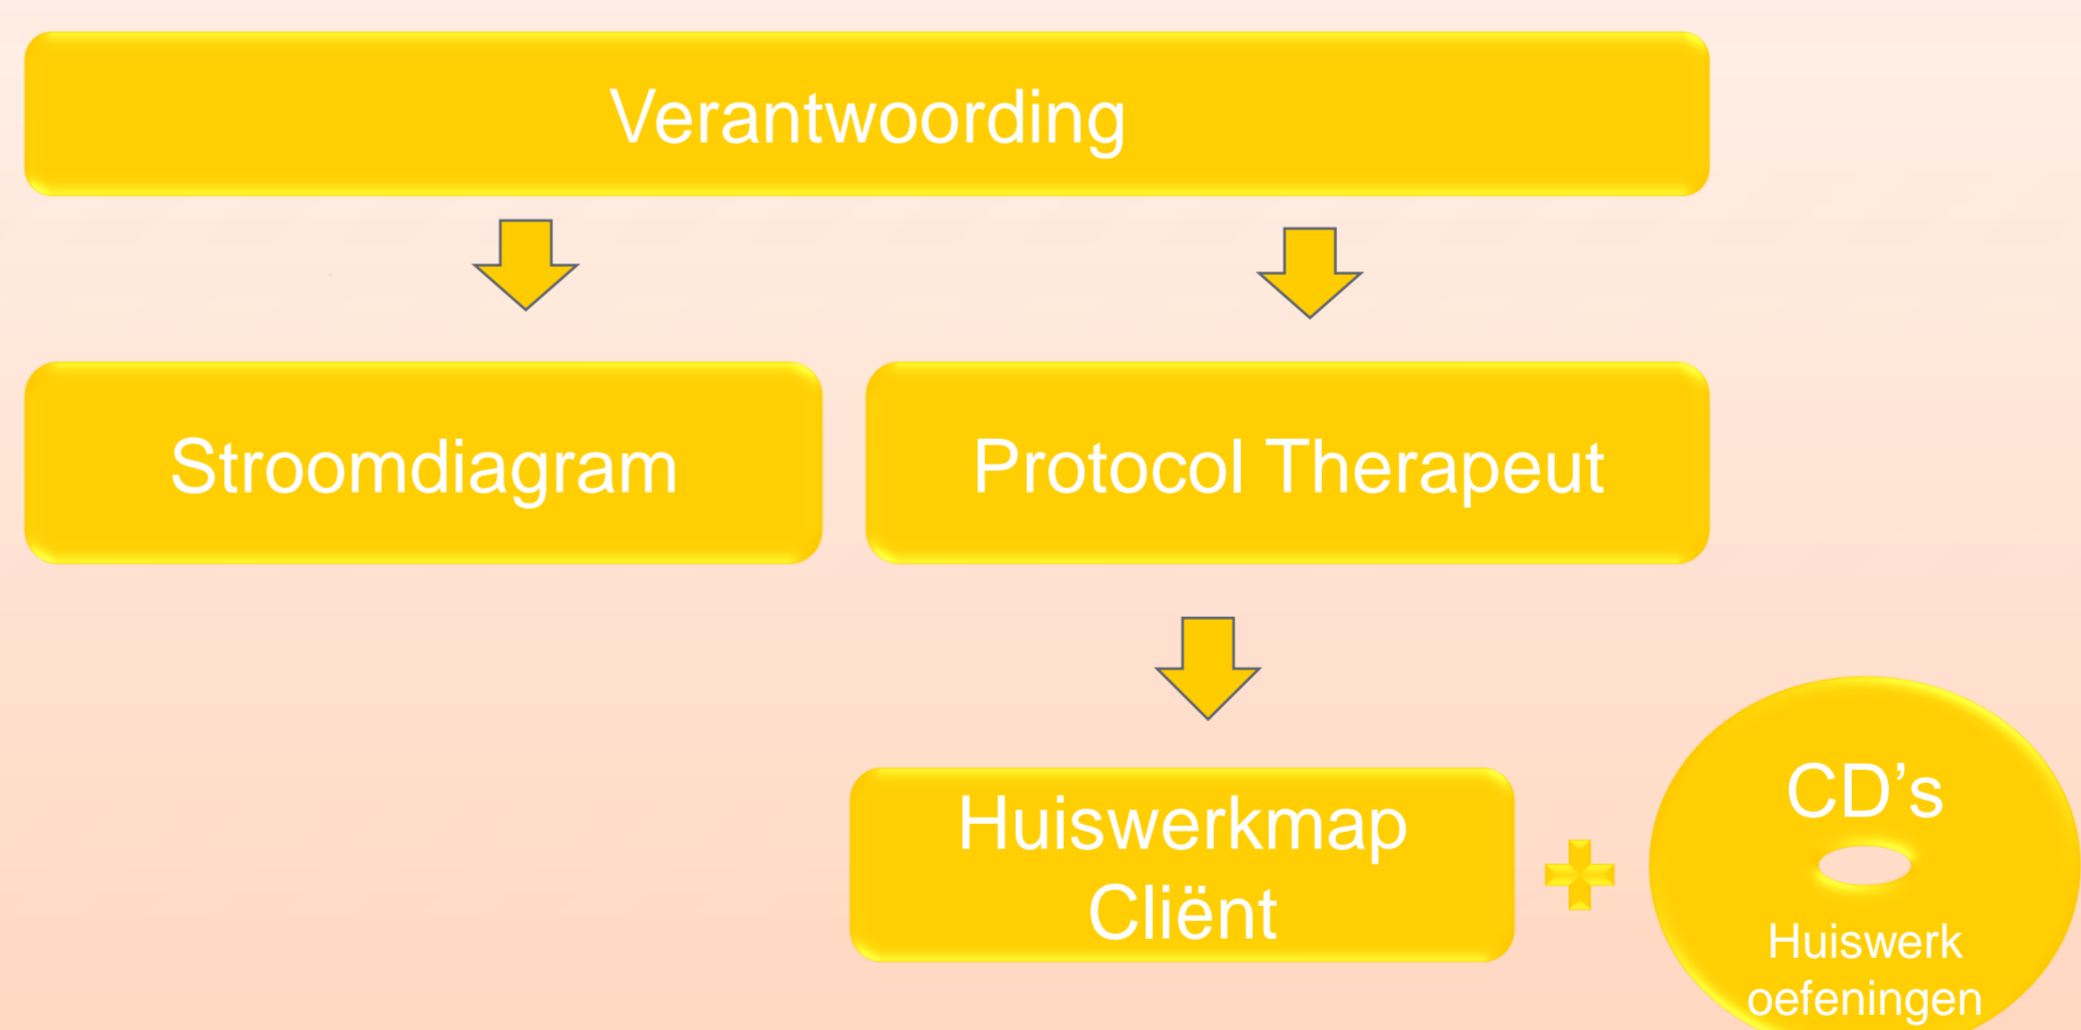 Verantwoording
Stroomdiagram
Protocol Therapeut
Huiswerkmap
Cliënt
CD’s
Huiswerk
oefeningen